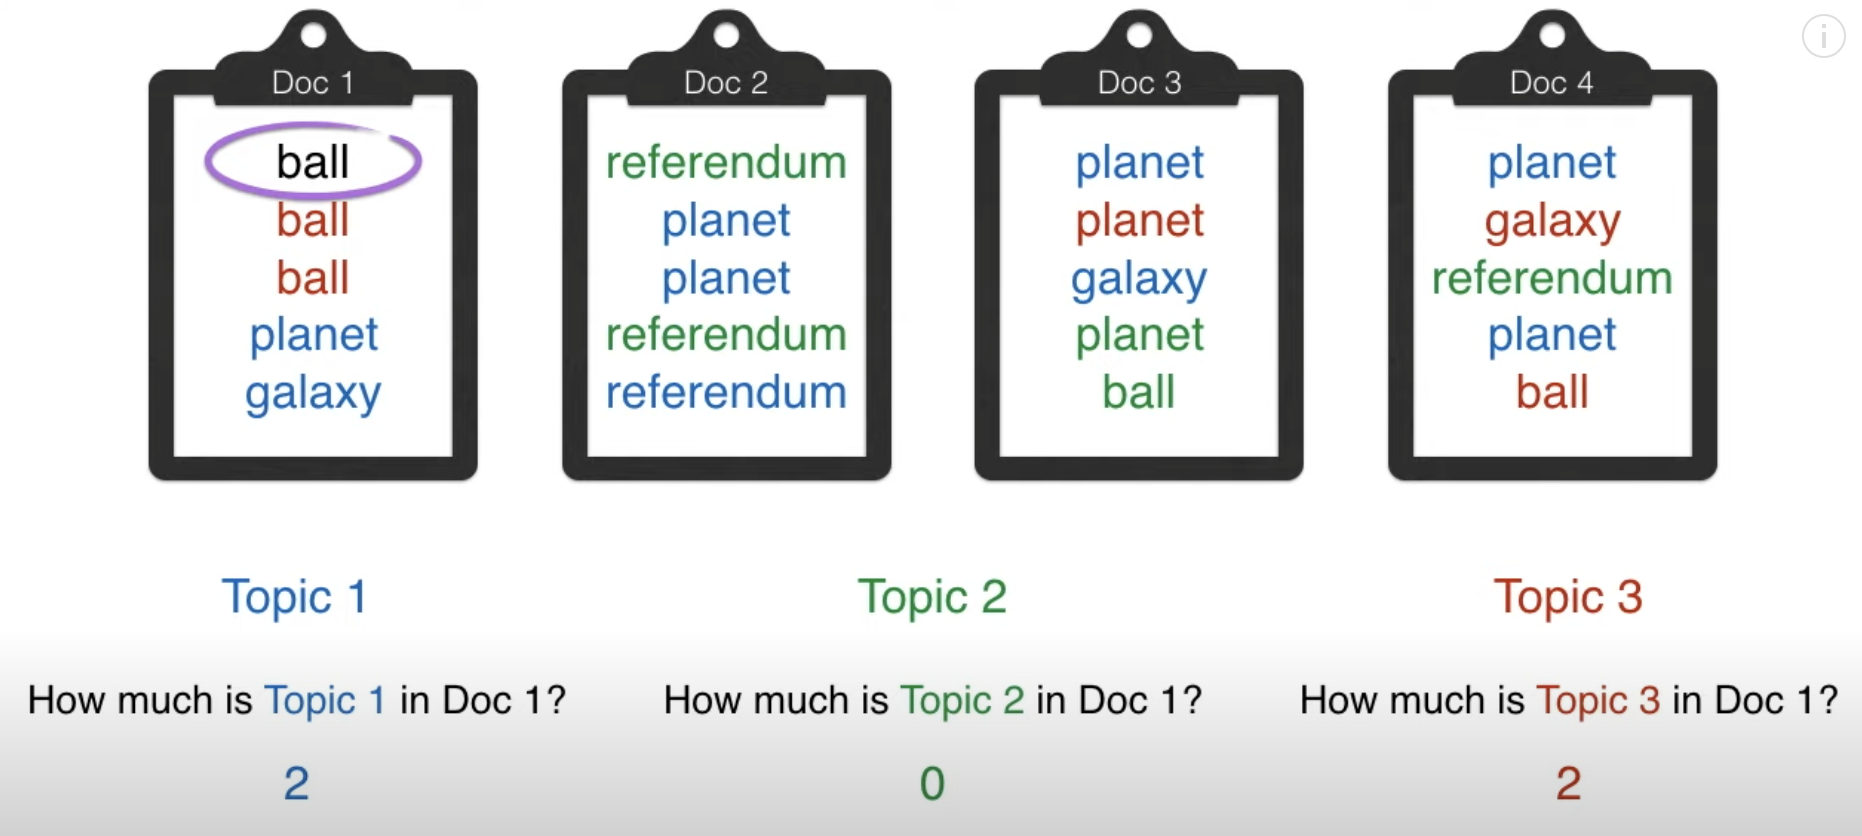 Doc 1
ball
ball
ball
planet
galaxy
Doc 2
referendum
planet
planet
referendum
referendum
Doc 3
planet
planet
galaxy
planet
ball
Doc 4
planet
galaxy
referendum
planet
ball
Topic 1
Topic 2
Topic 3
How much is Topic 1 in Doc 1?
How much is Topic 2 in Doc 1?
How much is Topic 3 in Doc 1?
2
0
2